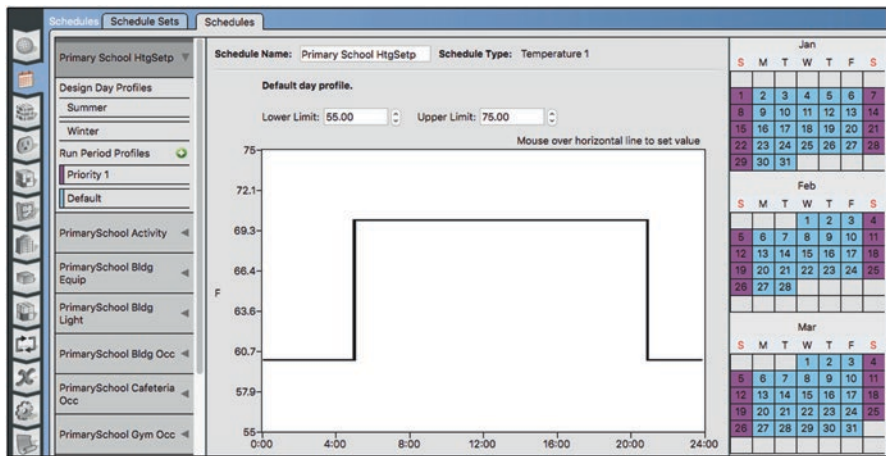 Schedules Schedule Sets Schedules
Primary School HtgSetp
Design Day Profiles
Summer
Winter
Run Period Profiles
Priority 1
Default
PrimarySchool Activity
PrimarySchool Bldg
Equip
PrimarySchool Bldg
Light
PrimarySchool Bldg Occ
PrimarySchool Cafeteria
Occ
PrimarySchool Gym Occ
Schedule Name: Primary School HtgSetp Schedule Type: Temperature 1
Default day profile.
Lower Limit: 55.00 Upper Limit: 75.00
Mouse over horizontal line to set value
75
72.1
69.3
66.4
F
63.6
60.7
57.9
55
0:00 4:00 8:00 12:00 16:00 20:00 24:00
Jan
S M T W T F S
1 2 3 4 5 6 7
8 9 10 11 12 13 14
15 16 17 18 19 20 21
22 23 24 25 26 27 28
29 30 31
Feb
S M T W T F S
1 2 3 4
5 6 7 8 9 10 11
12 13 14 15 16 17 18
19 20 21 22 23 24 25
26 27 28
Mar
S M T W T F S
1 2 3 4
5 6 7 8 9 10 11
12 13 14 15 16 17 18
19 20 21 22 23 24 25
26 27 28 29 30 31